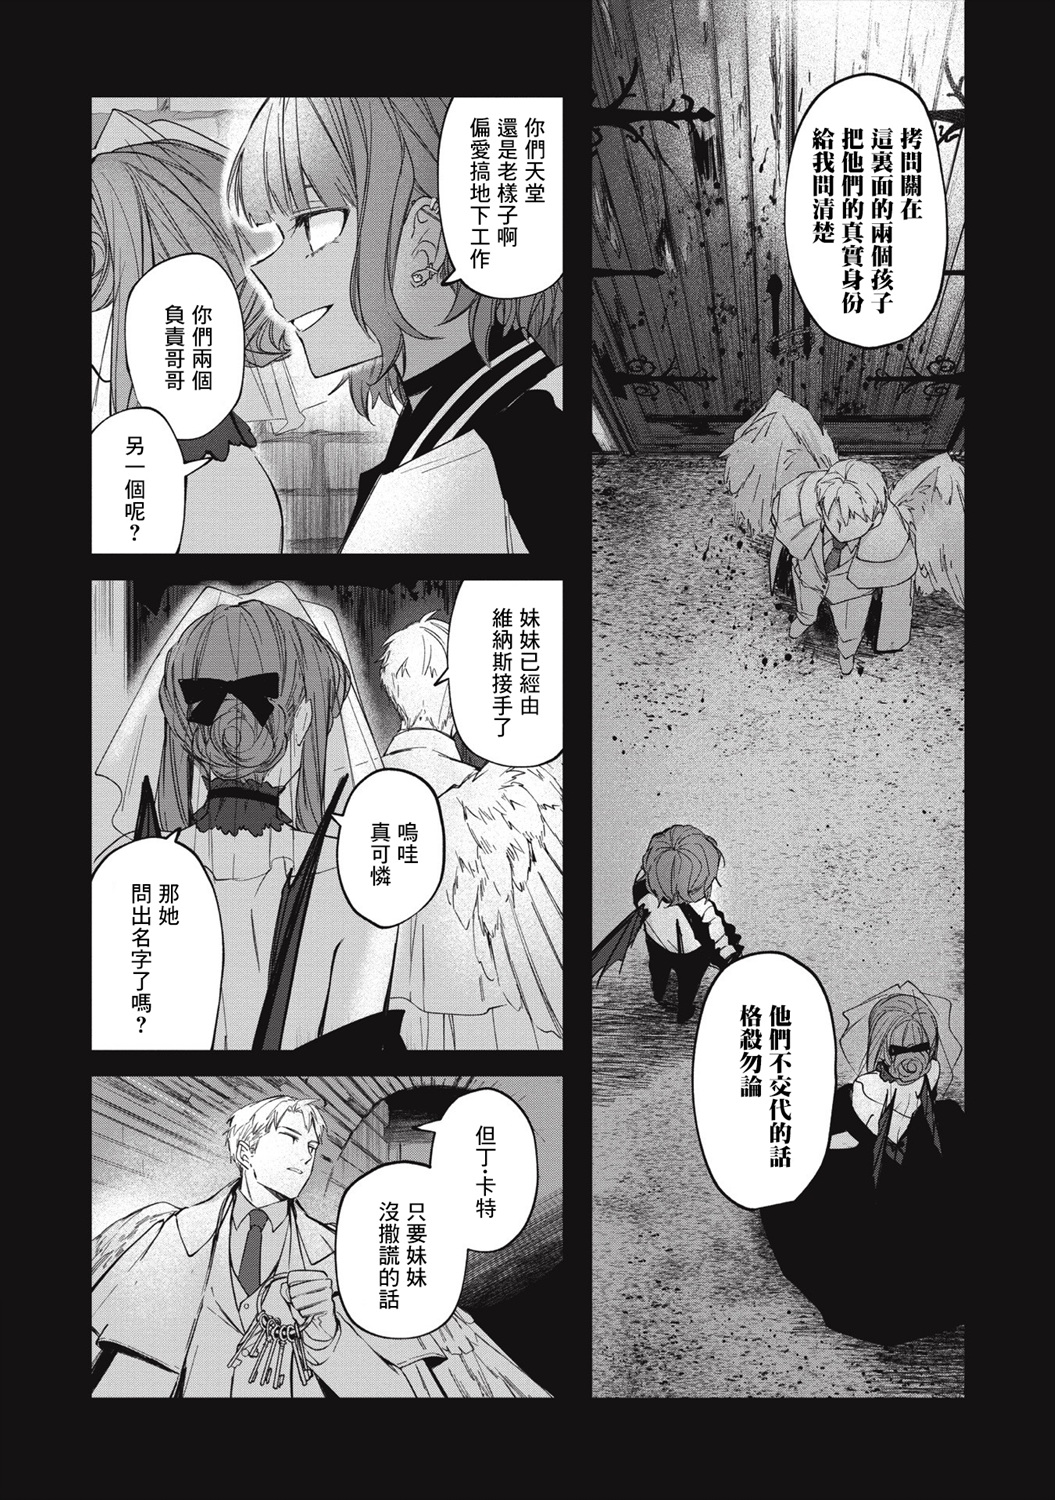 拷問關在
這裏面的兩個孩子
把他們的真實身份
給我問清楚
他們不交代的話
格殺勿論
你們天堂
還是老樣子啊
偏愛搞地下工作
你們兩個
負責哥哥
另一個呢?
妹妹已經由
維納斯接手了
嗚哇
真可憐
那她
問出名字了嗎?
但丁·卡特
只要妹妹
沒撒謊的話